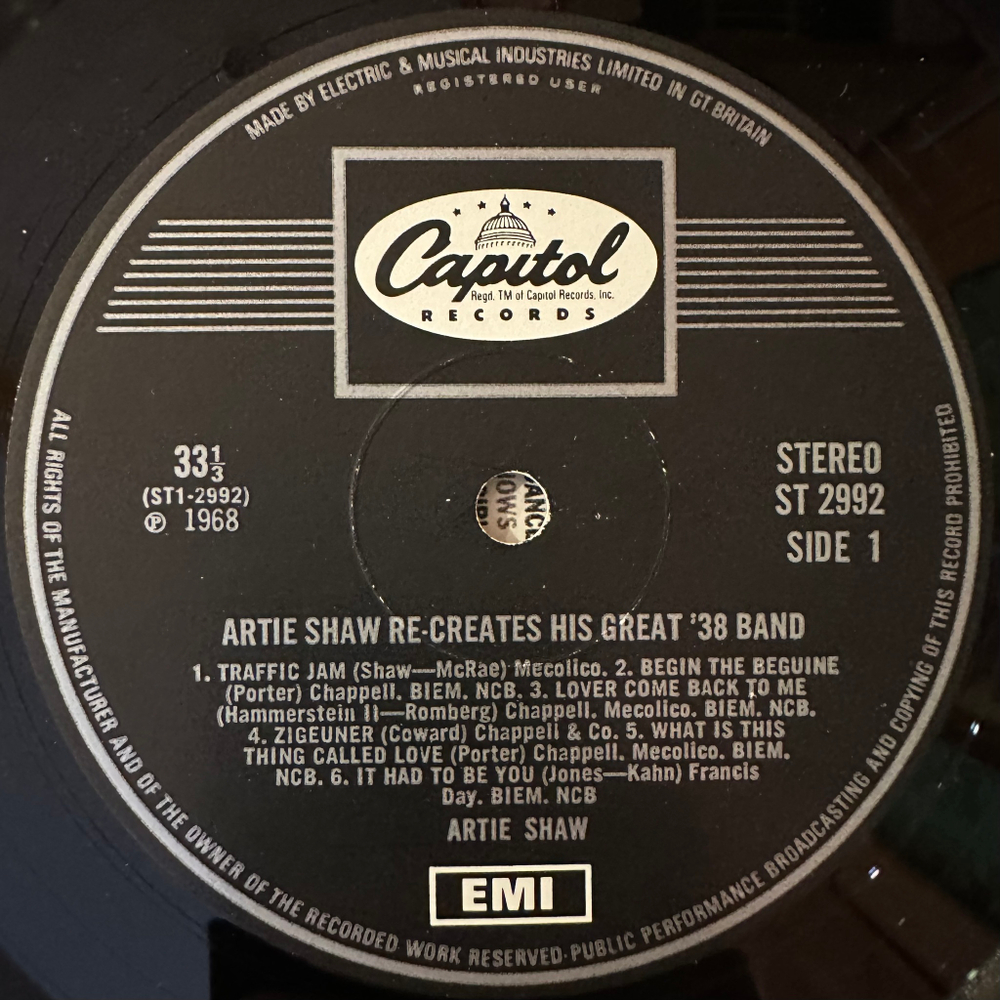 MADE BY ELECTRIC & MUSICAL INDUSTRIES LIMITED IN GT. BRITAIN
REGISTERED USER
Capitol
Regd. TM of Capitol Records, Inc.
RECORDS
33⅓
(ST1-2992)
℗ 1968
STEREO
ST 2992
SIDE 1
ARTIE SHAW RE-CREATES HIS GREAT '38 BAND
1. TRAFFIC JAM (Shaw—McRae) Mecolico. 2. BEGIN THE BEGUINE
(Porter) Chappell. BIEM. NCB. 3. LOVER COME BACK TO ME
(Hammerstein II—Romberg) Chappell. Mecolico. BIEM. NCB.
4. ZIGEUNER (Coward) Chappell & Co. 5. WHAT IS THIS
THING CALLED LOVE (Porter) Chappell. Mecolico. BIEM.
NCB. 6. IT HAD TO BE YOU (Jones—Kahn) Francis
Day. BIEM. NCB
ARTIE SHAW
EMI
ALL RIGHTS OF THE MANUFACTURER AND OF THE OWNER OF THE RECORDED WORK RESERVED·PUBLIC PERFORMANCE BROADCASTING AND COPYING OF THIS RECORD PROHIBITED